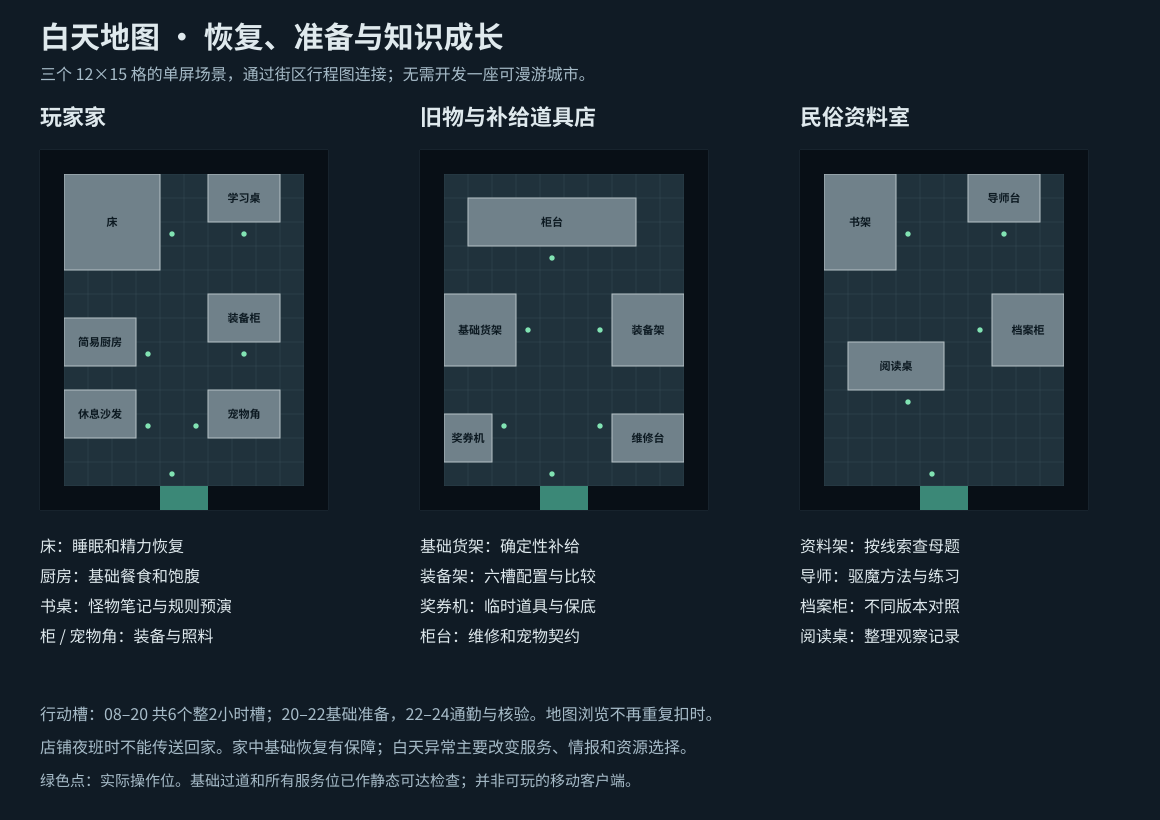 白天地图 · 恢复、准备与知识成长
三个 12×15 格的单屏场景，通过街区行程图连接；无需开发一座可漫游城市。
玩家家
床
学习桌
装备柜
简易厨房
休息沙发
宠物角
床：睡眠和精力恢复
厨房：基础餐食和饱腹
书桌：怪物笔记与规则预演
柜 / 宠物角：装备与照料
旧物与补给道具店
柜台
基础货架
装备架
奖券机
维修台
基础货架：确定性补给
装备架：六槽配置与比较
奖券机：临时道具与保底
柜台：维修和宠物契约
民俗资料室
书架
导师台
档案柜
阅读桌
资料架：按线索查母题
导师：驱魔方法与练习
档案柜：不同版本对照
阅读桌：整理观察记录
行动槽：08–20 共6个整2小时槽；20–22基础准备，22–24通勤与核验。地图浏览不再重复扣时。
店铺夜班时不能传送回家。家中基础恢复有保障；白天异常主要改变服务、情报和资源选择。
绿色点：实际操作位。基础过道和所有服务位已作静态可达检查；并非可玩的移动客户端。